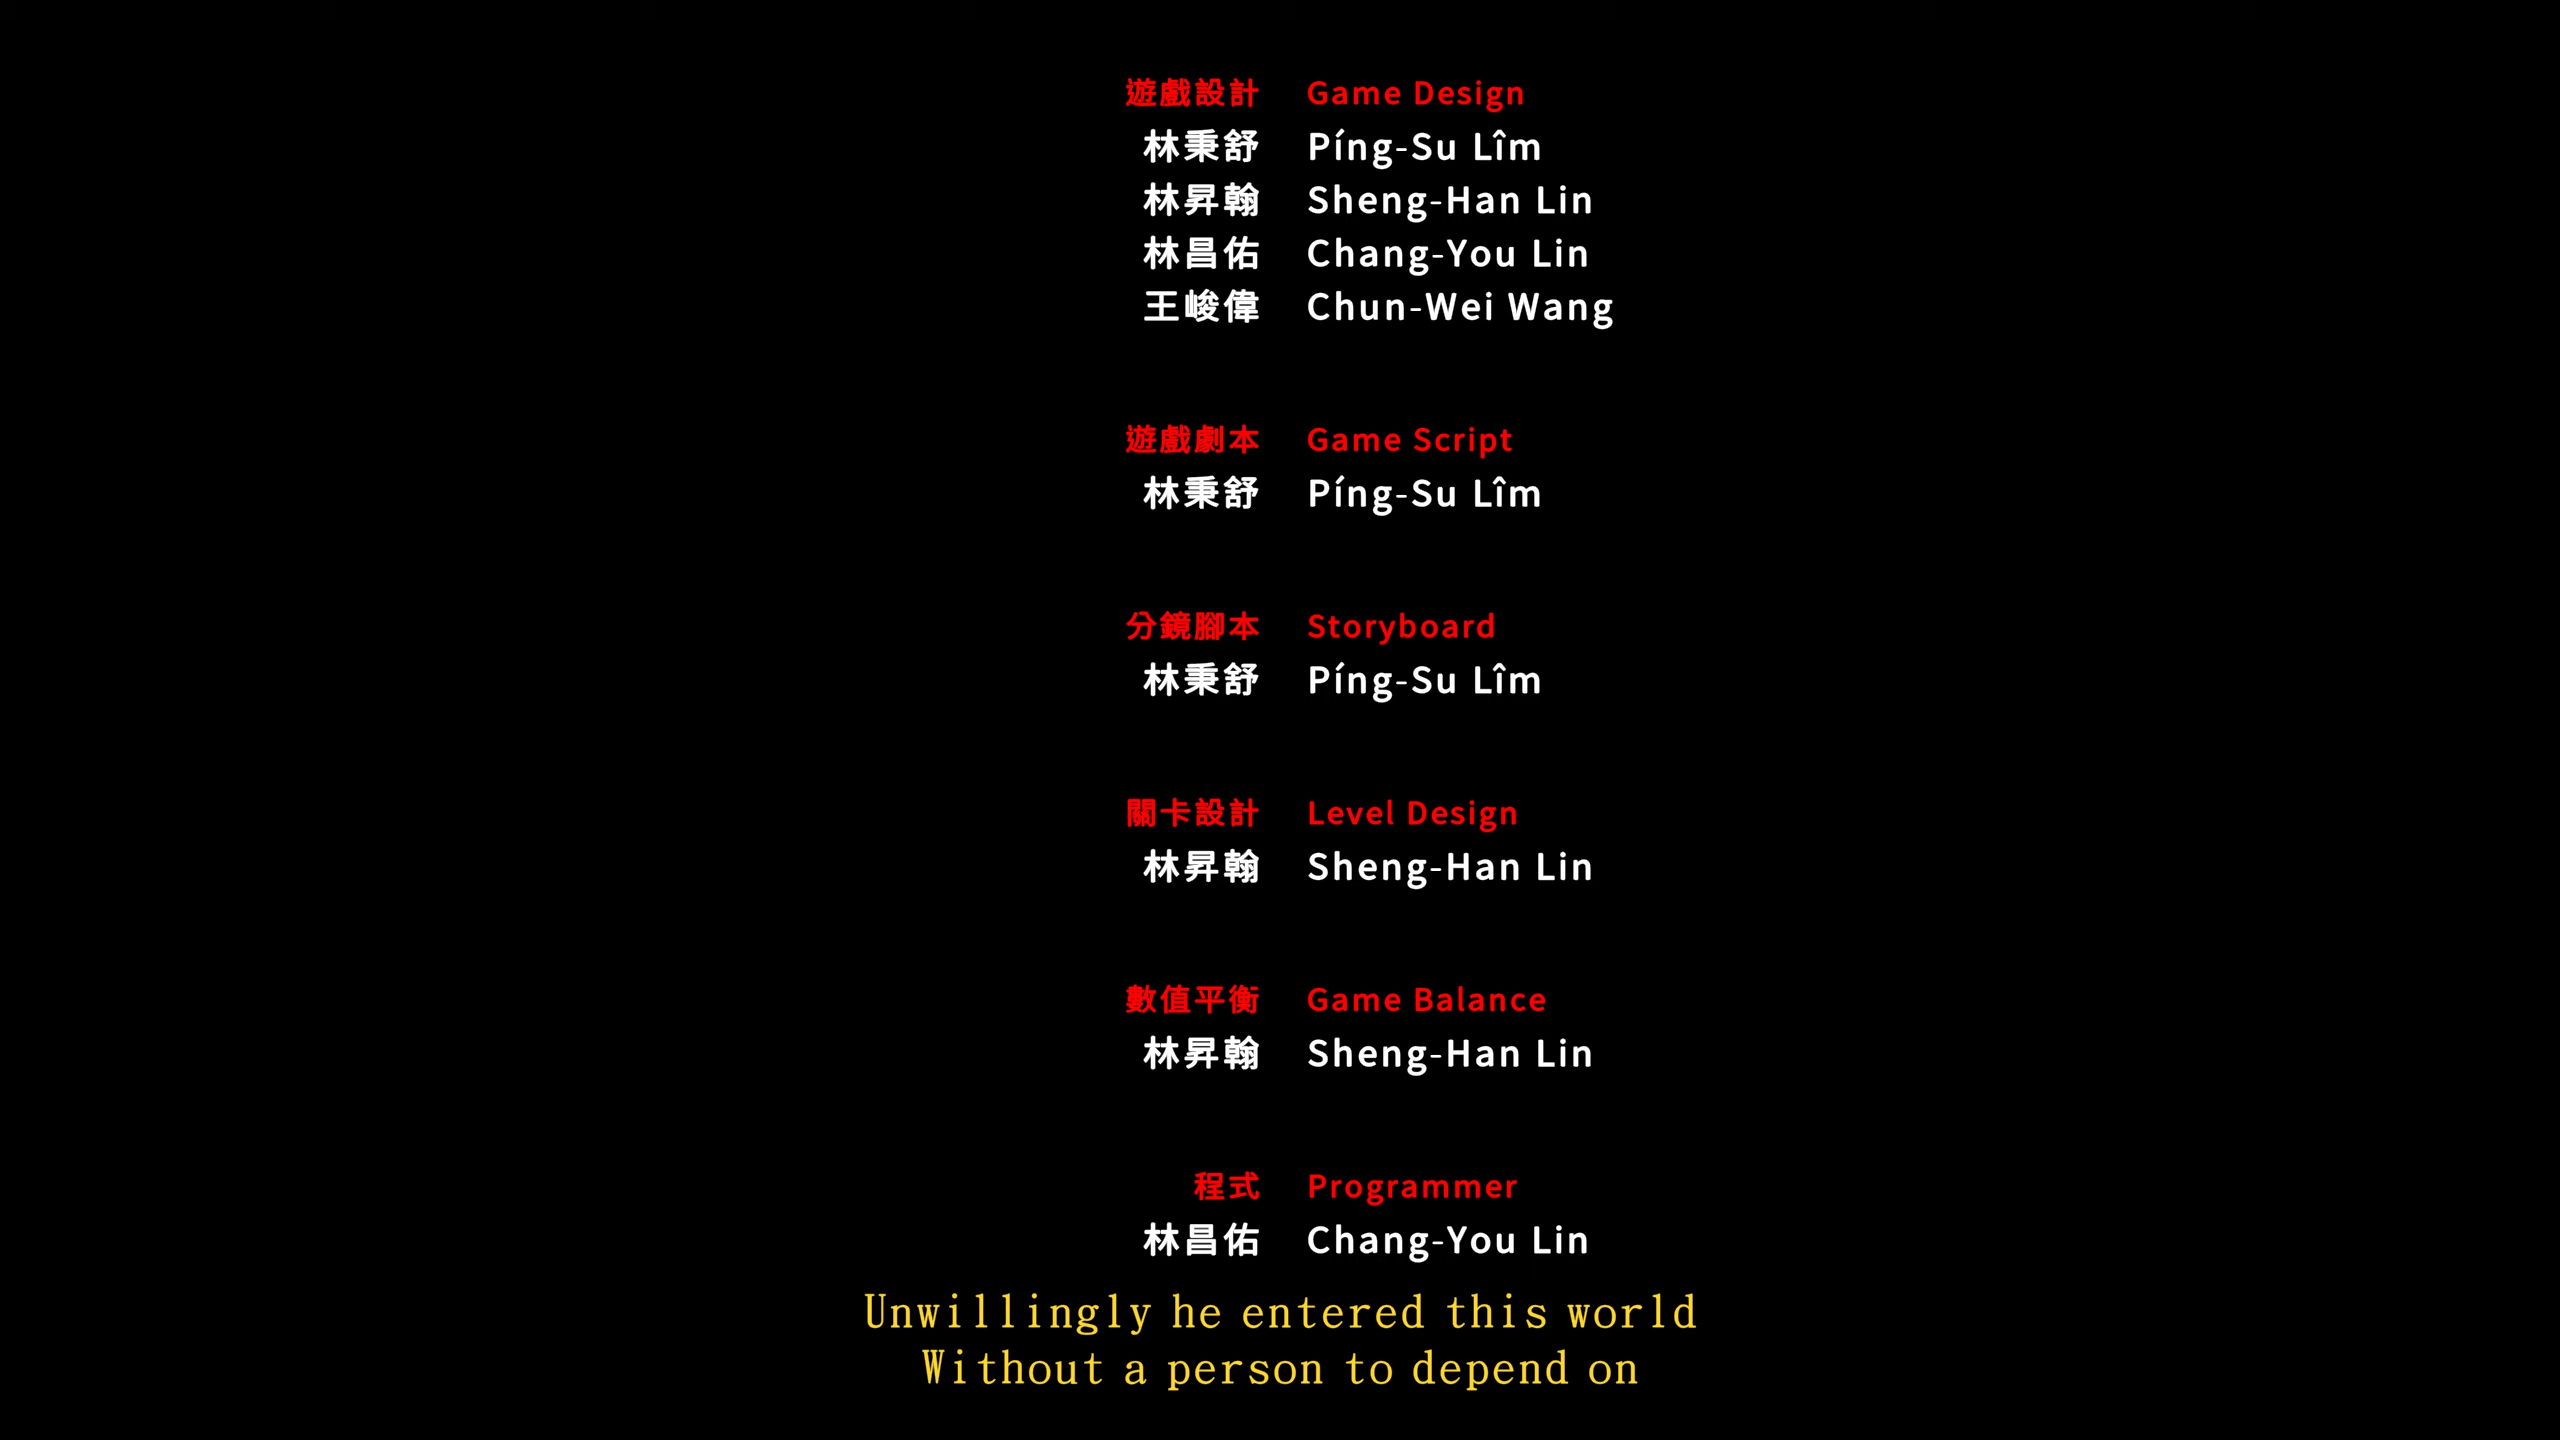 遊戲設計 Game Design
林秉舒 Píng-Su Lîm
林昇翰 Sheng-Han Lin
林昌佑 Chang-You Lin
王峻偉 Chun-Wei Wang
遊戲劇本 Game Script
林秉舒 Píng-Su Lîm
分鏡腳本 Storyboard
林秉舒 Píng-Su Lîm
關卡設計 Level Design
林昇翰 Sheng-Han Lin
數值平衡 Game Balance
林昇翰 Sheng-Han Lin
程式 Programmer
林昌佑 Chang-You Lin
Unwillingly he entered this world
Without a person to depend on